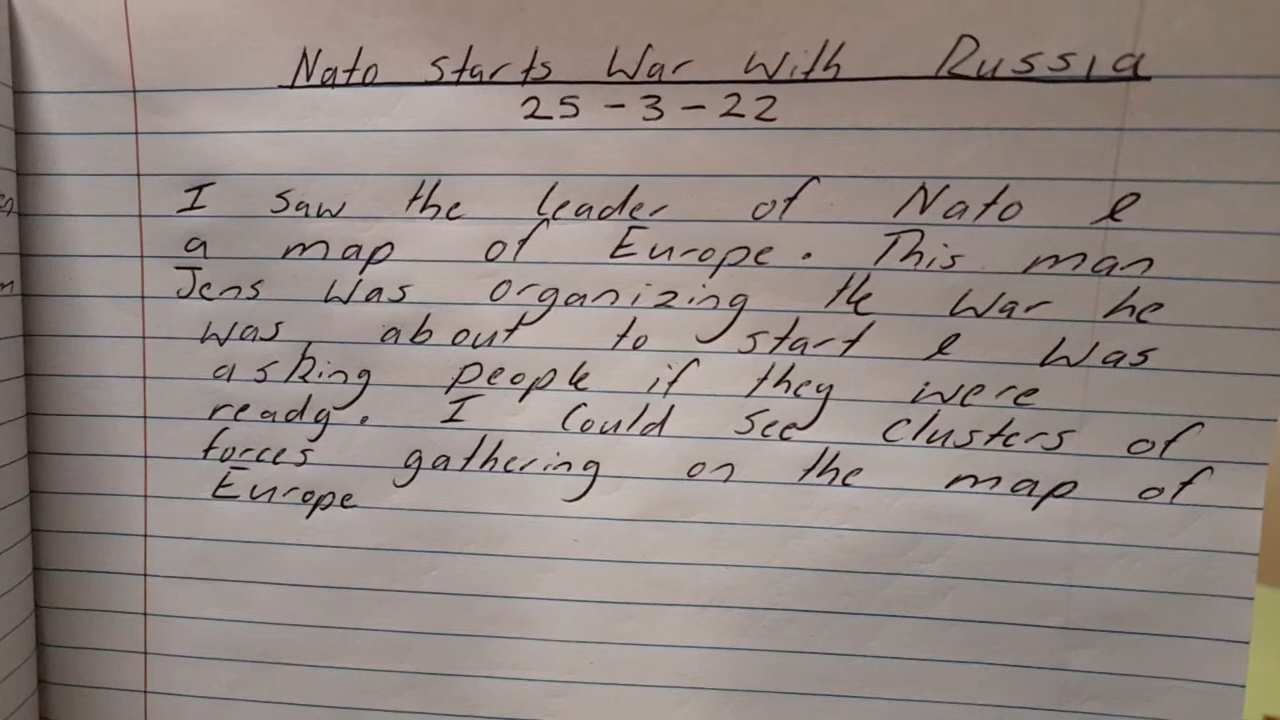 Nato starts War With Russia
25-3-22
I saw the leader of Nato &
a map of Europe. This man
Jens was organizing the war he
was about to start & was
asking people if they were
ready. I could see clusters of
forces gathering on the map of
Europe